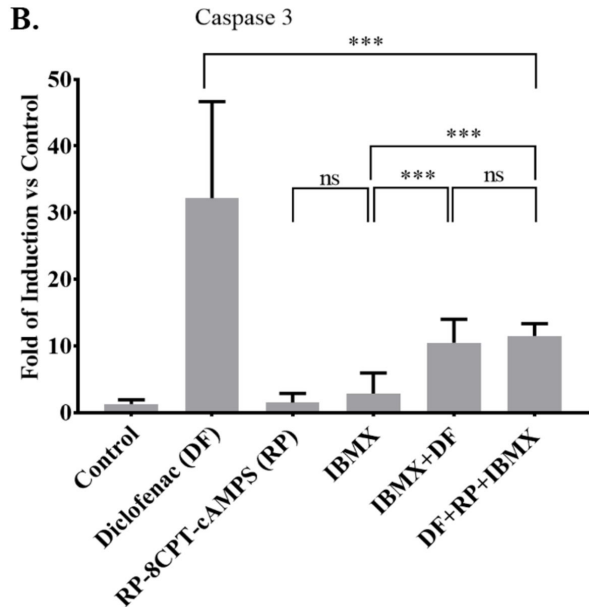 B.
Caspase 3
***
***
ns
***
ns
Fold of Induction vs Control
50
40
30
20
10
0
Control
Diclofenac (DF)
RP-8CPT-cAMPS (RP)
IBMX
IBMX+DF
DF+RP+IBMX